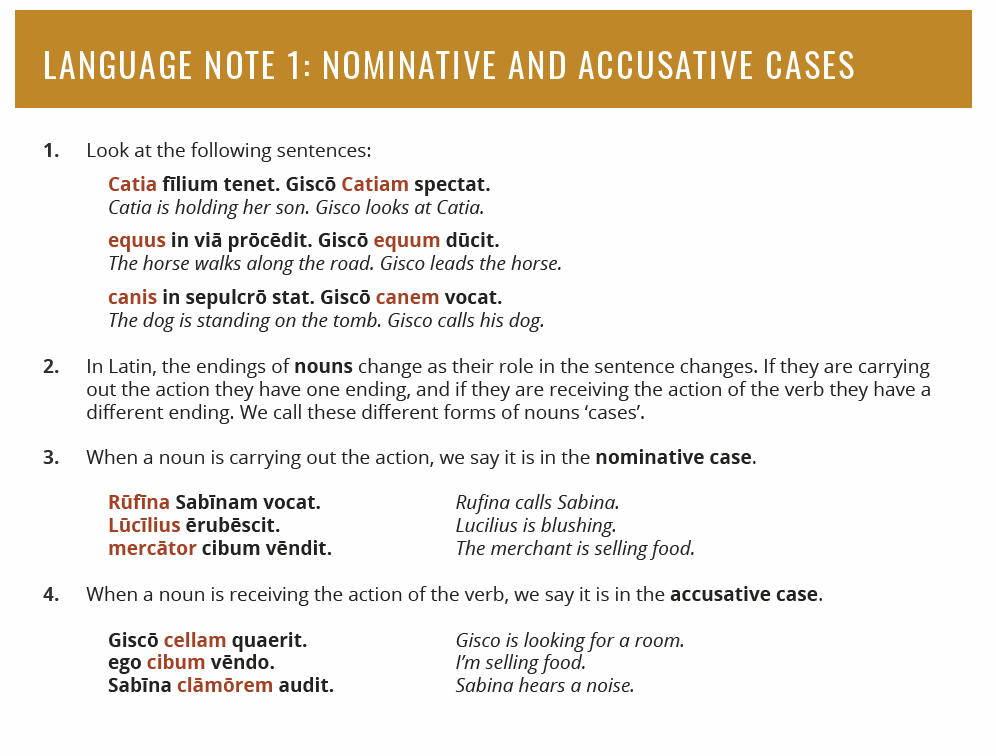 LANGUAGE NOTE 1: NOMINATIVE AND ACCUSATIVE CASES
1. Look at the following sentences:
Catia fīlium tenet. Giscō Catiam spectat.
Catia is holding her son. Gisco looks at Catia.
equus in viā prōcēdit. Giscō equum dūcit.
The horse walks along the road. Gisco leads the horse.
canis in sepulcrō stat. Giscō canem vocat.
The dog is standing on the tomb. Gisco calls his dog.
2. In Latin, the endings of nouns change as their role in the sentence changes. If they are carrying
out the action they have one ending, and if they are receiving the action of the verb they have a
different ending. We call these different forms of nouns ‘cases’.
3. When a noun is carrying out the action, we say it is in the nominative case.
Rūfīna Sabīnam vocat. Rufina calls Sabina.
Lūcīlius ērubēscit. Lucilius is blushing.
mercātor cibum vēndit. The merchant is selling food.
4. When a noun is receiving the action of the verb, we say it is in the accusative case.
Giscō cellam quaerit. Gisco is looking for a room.
ego cibum vēndo. I’m selling food.
Sabīna clāmōrem audit. Sabina hears a noise.